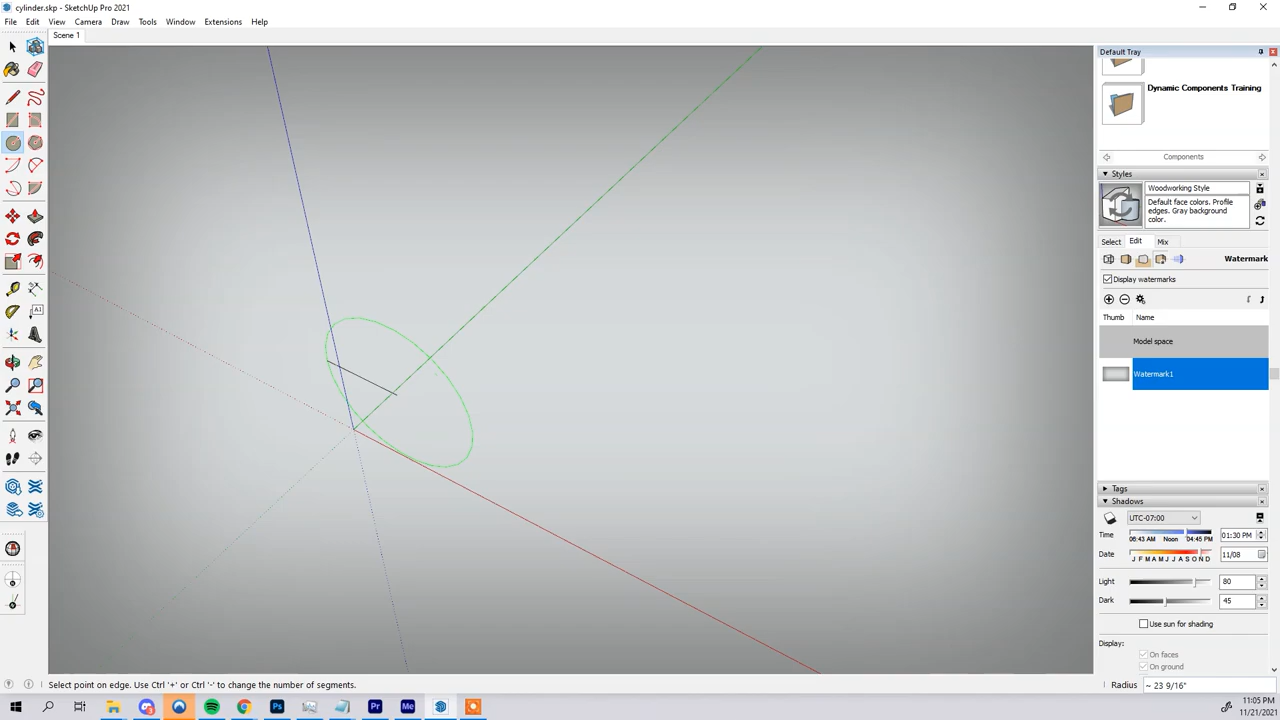 cylinder.skp - SketchUp Pro 2021
File Edit View Camera Draw Tools Window Extensions Help
Scene 1
Default Tray
Dynamic Components Training
Components
Styles
Woodworking Style
Default face colors. Profile
edges. Gray background
color.
Select Edit Mix
Watermark
Display watermarks
Thumb Name
Model space
Watermark1
Tags
Shadows
UTC-07:00
Time 06:43 AM Noon 04:45 PM 01:30 PM
Date J F M A M J J A S O N D 11/08
Light 80
Dark 45
Use sun for shading
Display:
On faces
On ground
Select point on edge. Use Ctrl '+' or Ctrl '-' to change the number of segments.
Radius ~ 23 9/16"
Ps Pr Me
11:05 PM
11/21/2021